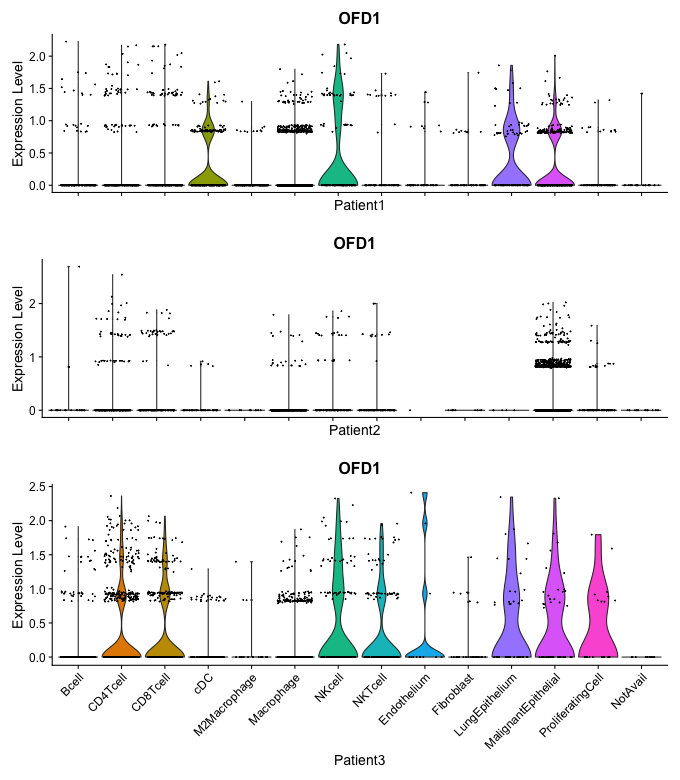 OFD1
Expression Level
2.0
1.5
1.0
0.5
0.0
Patient1
OFD1
Expression Level
2
1
0
Patient2
OFD1
Expression Level
2.5
2.0
1.5
1.0
0.5
0.0
Bcell
CD4Tcell
CD8Tcell
cDC
M2Macrophage
Macrophage
NKcell
NKTcell
Endothelium
Fibroblast
LungEpithelium
MalignantEpithelial
ProliferatingCell
NotAvail
Patient3